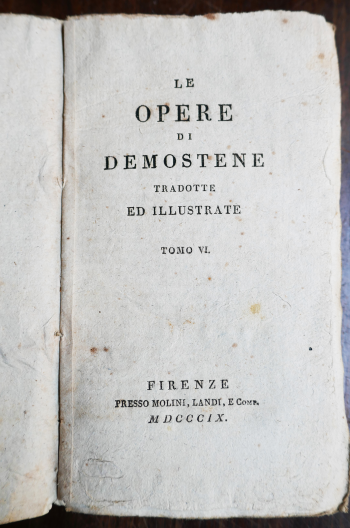 LE
OPERE
DI
DEMOSTENE
TRADOTTE
ED ILLUSTRATE
TOMO VI.
FIRENZE
PRESSO MOLINI, LANDI, E COMP.
MDCCCIX.